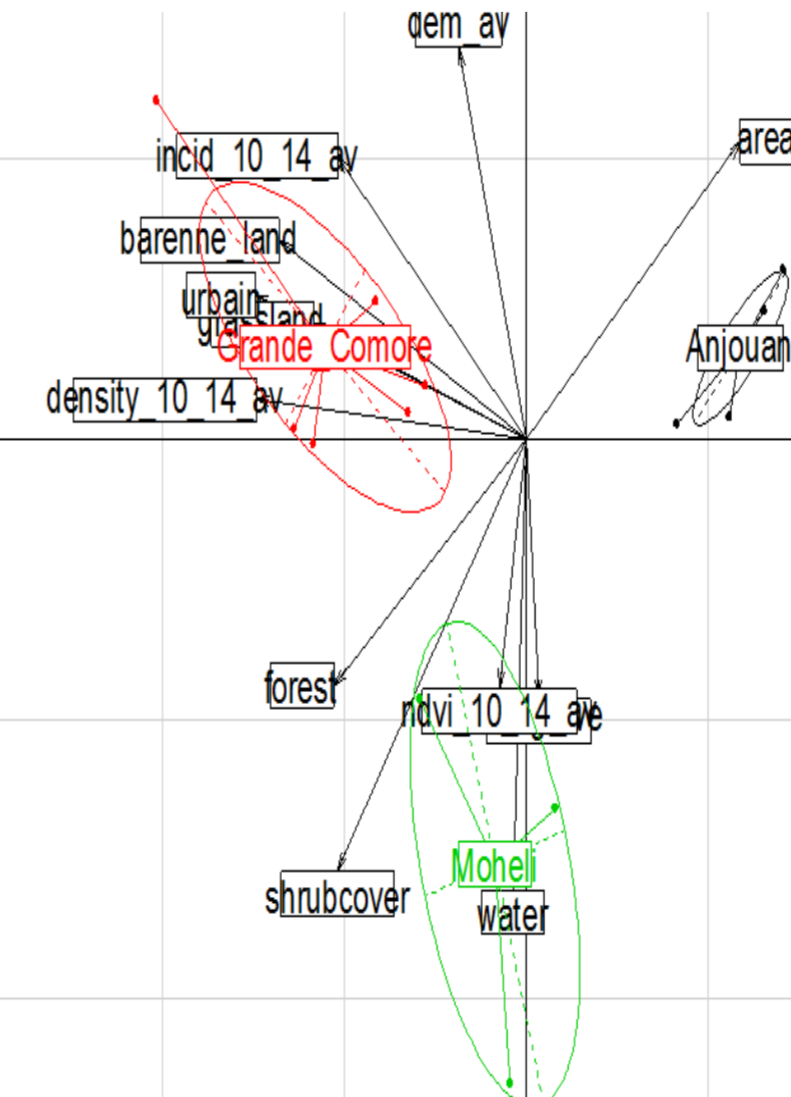 dem_av
area
incid_10_14_av
barenne_land
urbain
Grande_Comore
Anjouan
density_10_14_av
forest
ndvi_10_14_av
Moheli
shrubcover
water